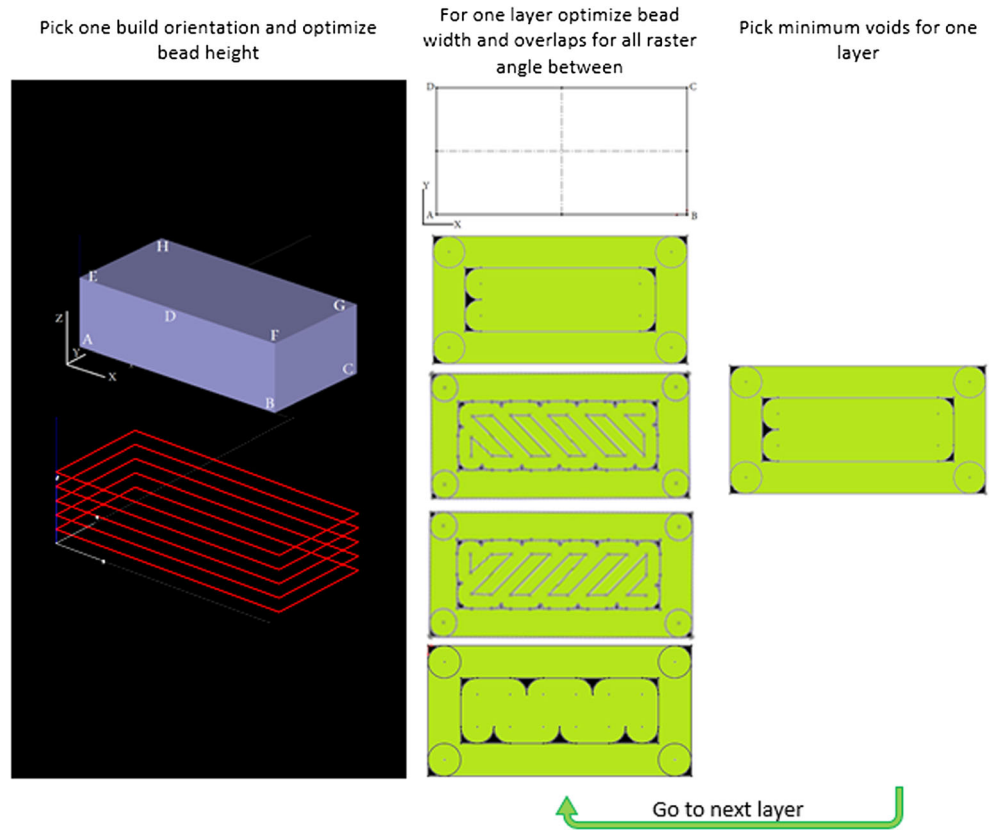 Pick one build orientation and optimize
bead height
For one layer optimize bead
width and overlaps for all raster
angle between
Pick minimum voids for one
layer
D
C
Y
A
X
B
H
E
G
D
F
Z
A
Y
X
C
B
Go to next layer